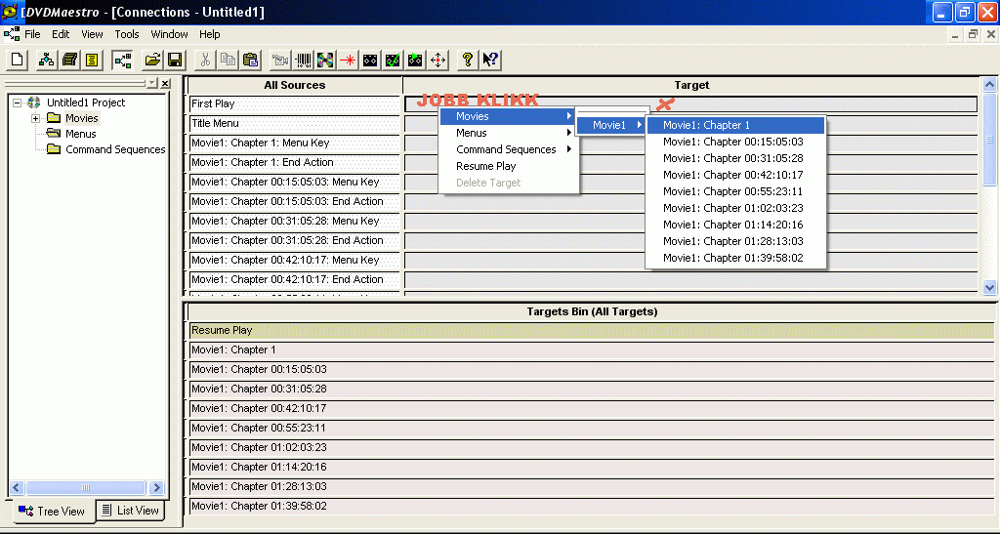 DVDMaestro - [Connections - Untitled1]
File Edit View Tools Window Help
All Sources
Target
First Play
JOBB KLIKK
Title Menu
Movie1: Chapter 1: Menu Key
Movie1: Chapter 1: End Action
Movie1: Chapter 00:15:05:03: Menu Key
Movie1: Chapter 00:15:05:03: End Action
Movie1: Chapter 00:31:05:28: Menu Key
Movie1: Chapter 00:31:05:28: End Action
Movie1: Chapter 00:42:10:17: Menu Key
Movie1: Chapter 00:42:10:17: End Action
Movies
Menus
Command Sequences
Resume Play
Delete Target
Movie1
Movie1: Chapter 1
Movie1: Chapter 00:15:05:03
Movie1: Chapter 00:31:05:28
Movie1: Chapter 00:42:10:17
Movie1: Chapter 00:55:23:11
Movie1: Chapter 01:02:03:23
Movie1: Chapter 01:14:20:16
Movie1: Chapter 01:28:13:03
Movie1: Chapter 01:39:58:02
Untitled1 Project
Movies
Menus
Command Sequences
Tree View
List View
Targets Bin (All Targets)
Resume Play
Movie1: Chapter 1
Movie1: Chapter 00:15:05:03
Movie1: Chapter 00:31:05:28
Movie1: Chapter 00:42:10:17
Movie1: Chapter 00:55:23:11
Movie1: Chapter 01:02:03:23
Movie1: Chapter 01:14:20:16
Movie1: Chapter 01:28:13:03
Movie1: Chapter 01:39:58:02